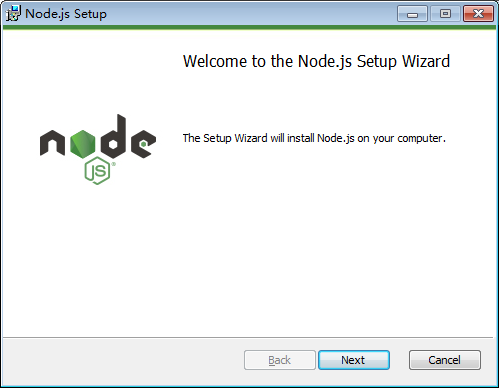 Node.js Setup
Welcome to the Node.js Setup Wizard
node
JS®
The Setup Wizard will install Node.js on your computer.
Back
Next
Cancel